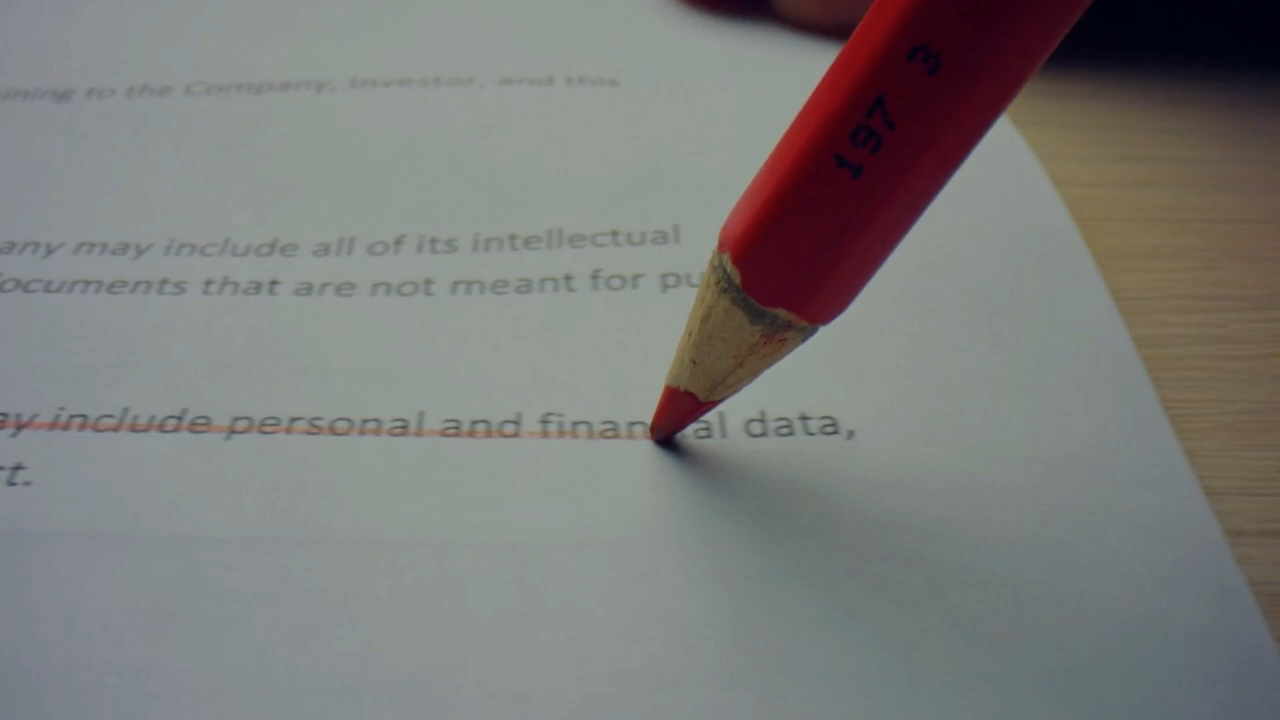 to the Company, Investor, and this
any may include all of its intellectual
ocuments that are not meant for pu
ay include personal and finan al data,
rt.
197 3